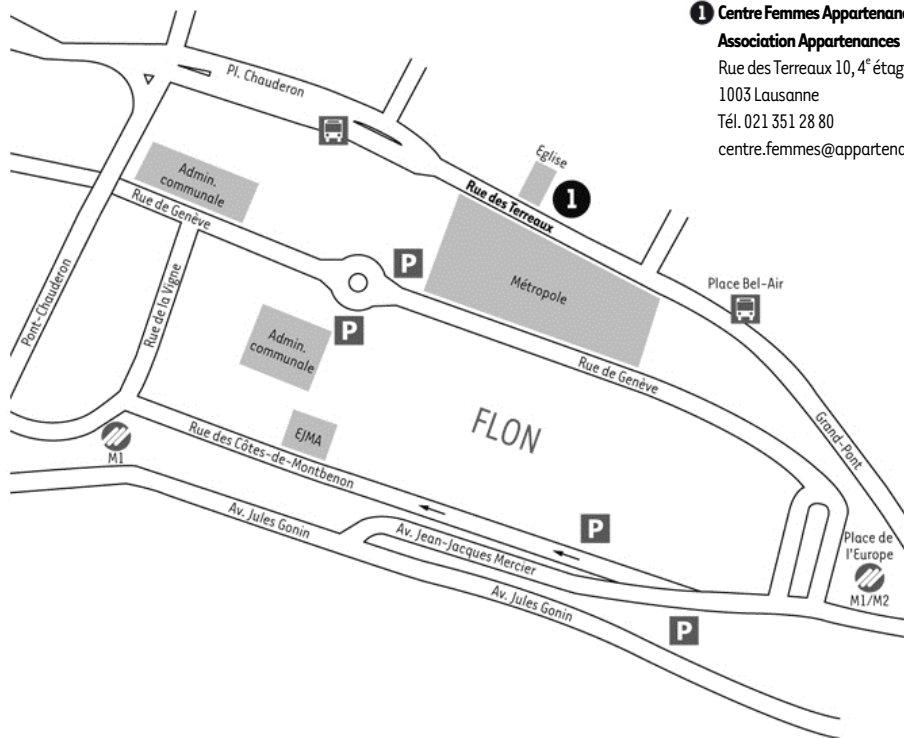 1 Centre Femmes Appartenanc
Association Appartenances
Rue des Terreaux 10, 4e étag
1003 Lausanne
Tél. 021 351 28 80
centre.femmes@appartenanc
Pl. Chauderon
Eglise
1
Admin.
communale
Rue des Terreaux
Rue de Genève
P
Métropole
Place Bel-Air
Pont-Chauderon
Rue de la Vigne
P
Admin.
communale
Rue de Genève
EJMA
FLON
Grand-Pont
M1
Rue des Côtes-de-Montbenon
Av. Jules Gonin
Av. Jean-Jacques Mercier
P
Place de
l'Europe
M1/M2
Av. Jules Gonin
P